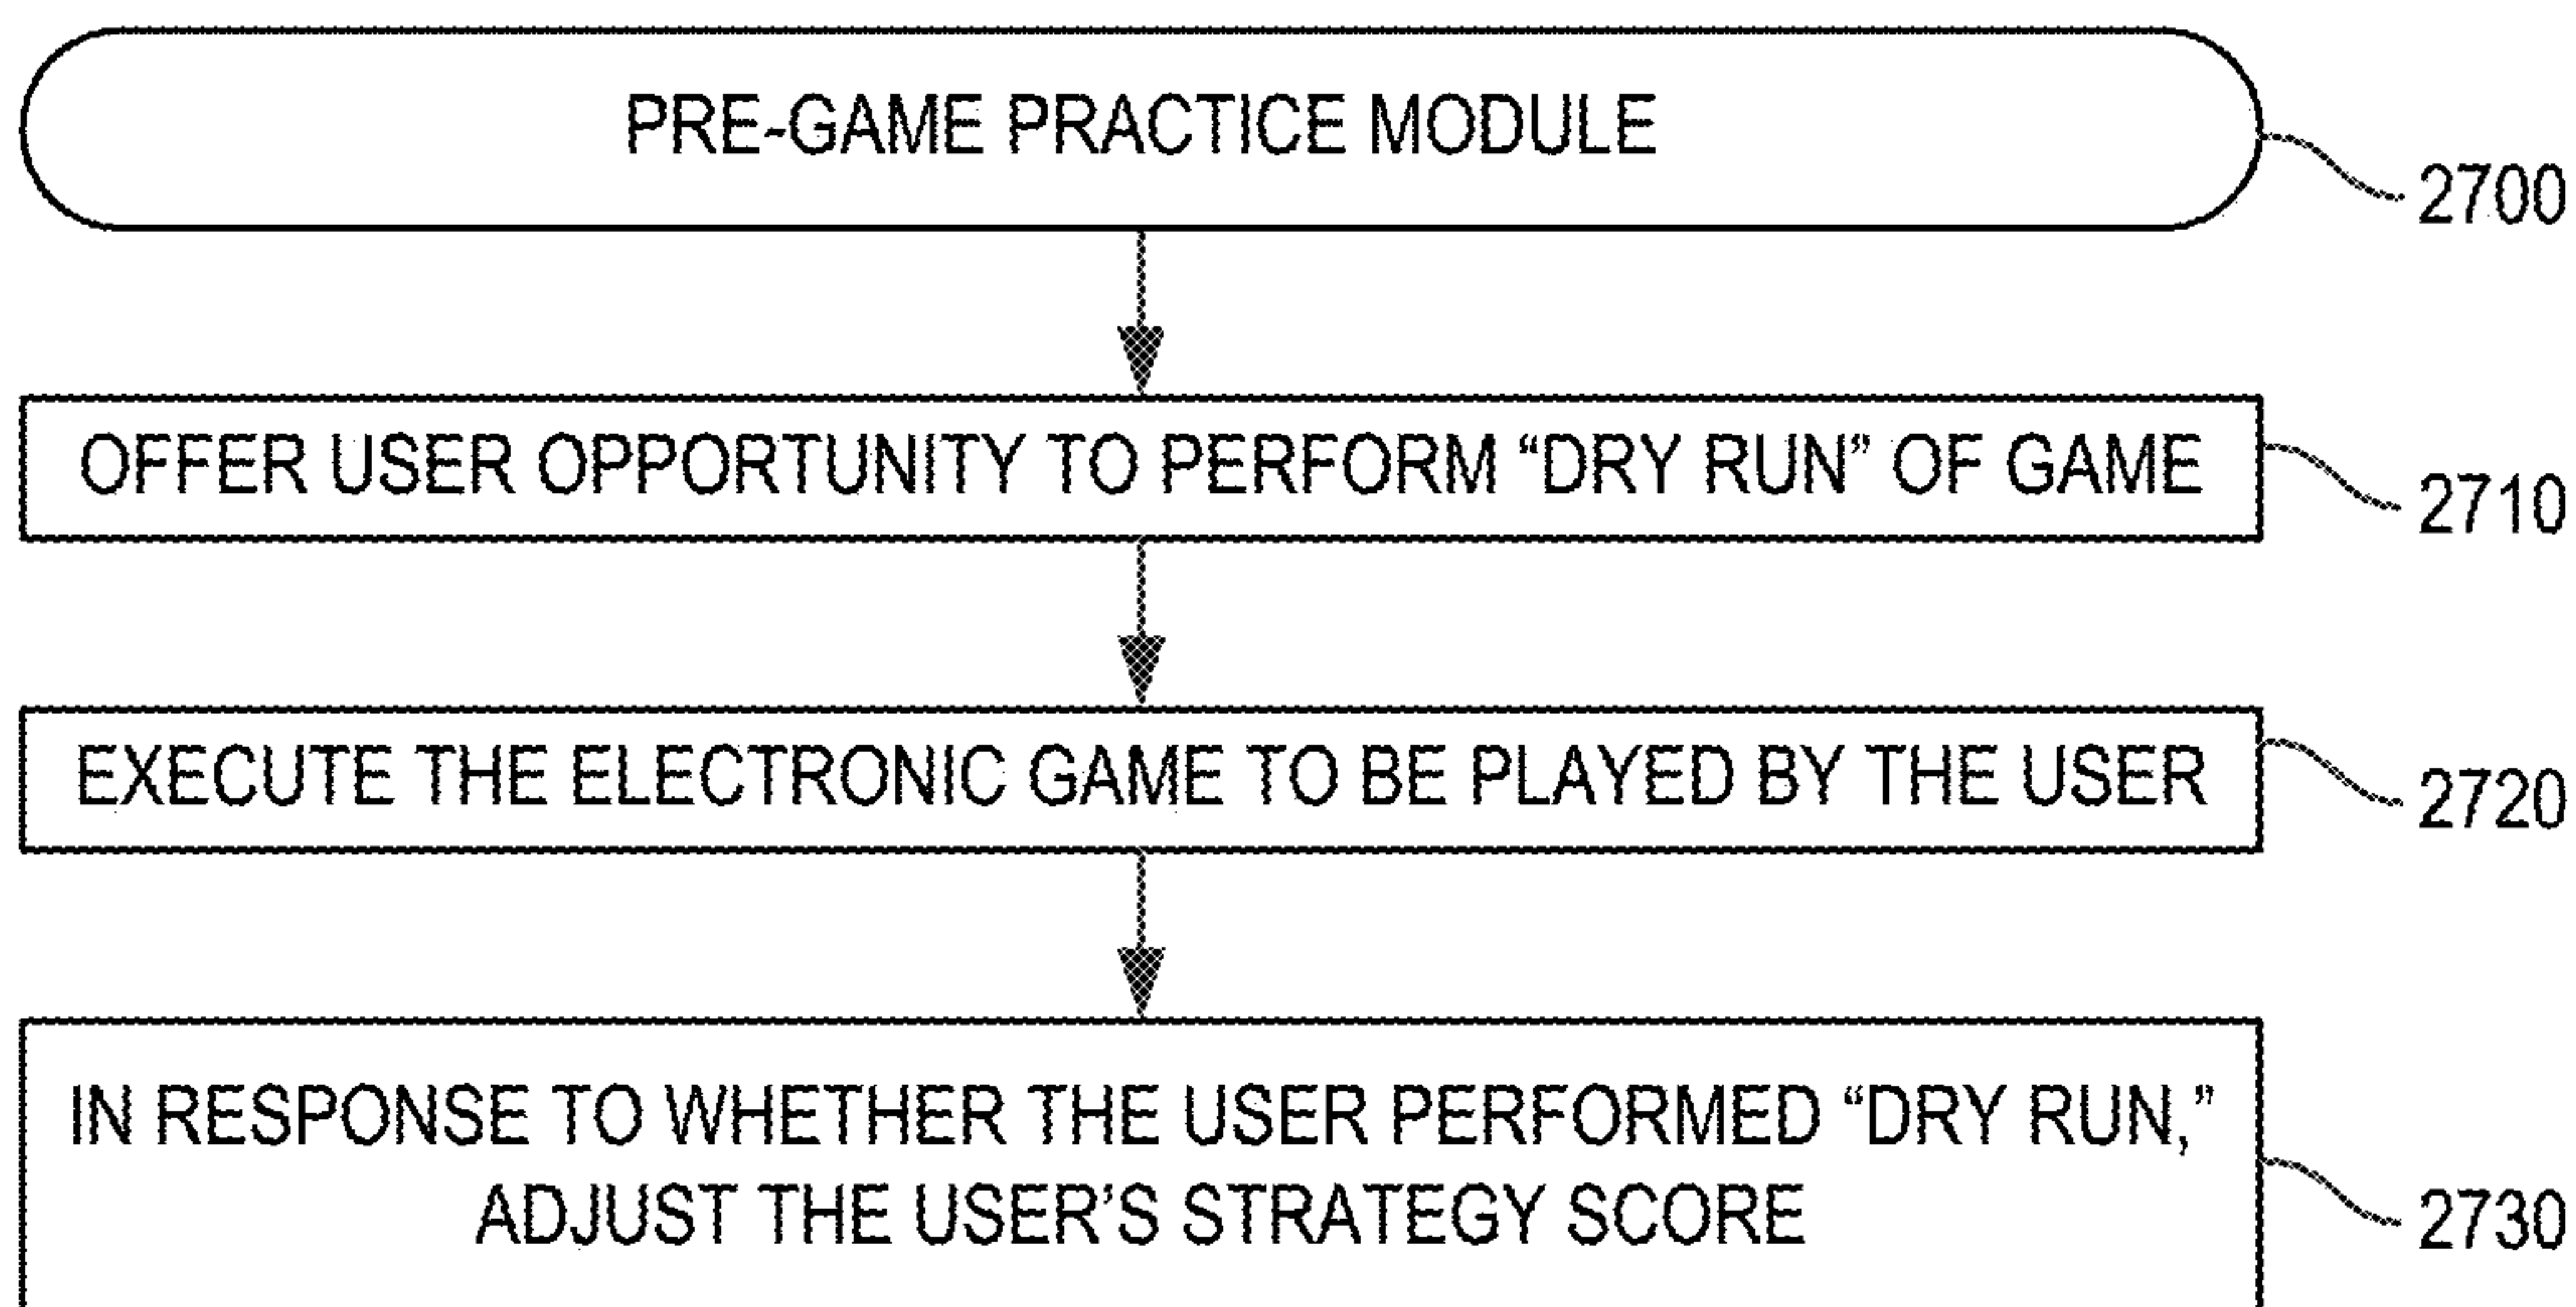 PRE-GAME PRACTICE MODULE
2700
OFFER USER OPPORTUNITY TO PERFORM “DRY RUN” OF GAME
2710
EXECUTE THE ELECTRONIC GAME TO BE PLAYED BY THE USER
2720
IN RESPONSE TO WHETHER THE USER PERFORMED “DRY RUN,”
ADJUST THE USER’S STRATEGY SCORE
2730